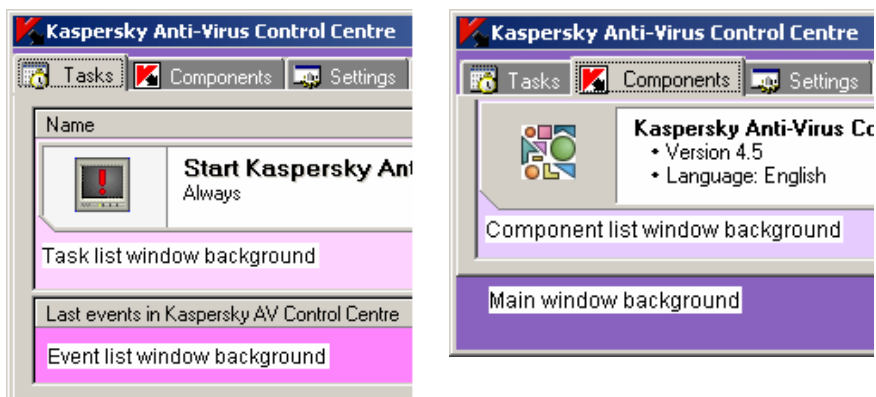 Kaspersky Anti-Virus Control Centre
Tasks Components Settings
Name
Start Kaspersky Ant
Always
Task list window background
Last events in Kaspersky AV Control Centre
Event list window background
Kaspersky Anti-Virus Control Centre
Tasks Components Settings
Kaspersky Anti-Virus Co
• Version 4.5
• Language: English
Component list window background
Main window background